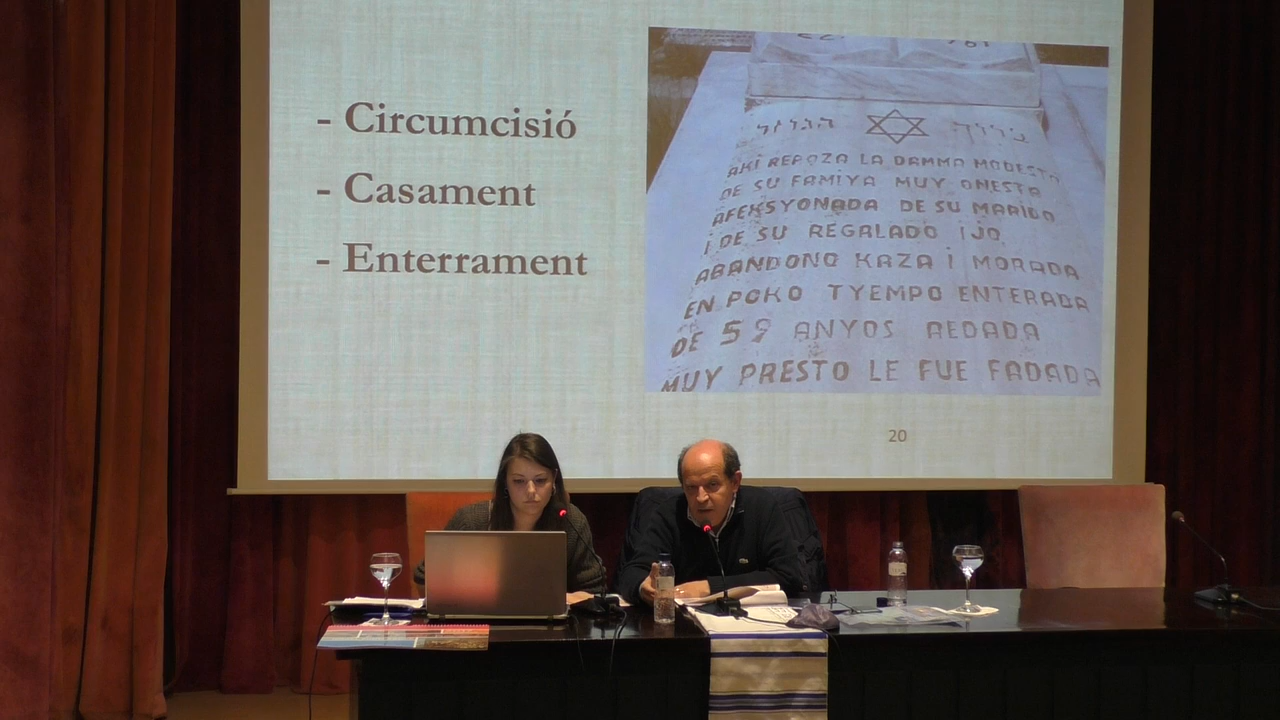 - Circumcisió
- Casament
- Enterrament
AKI REPOZA LA DAMMA MODESTA
DE SU FAMIYA MUY ONESTA
AFEKSYONADA DE SU MARIDO
I DE SU REGALADO IJO
ABANDONO KAZA I MORADA
EN POKO TYEMPO ENTERADA
DE 59 ANYOS AEDADA
MUY PRESTO LE FUE FADADA
20